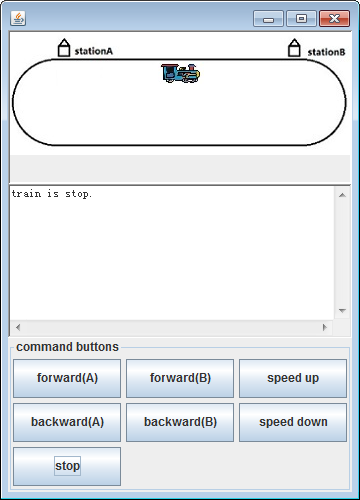 stationA
stationB
train is stop.
command buttons
forward(A)
forward(B)
speed up
backward(A)
backward(B)
speed down
stop